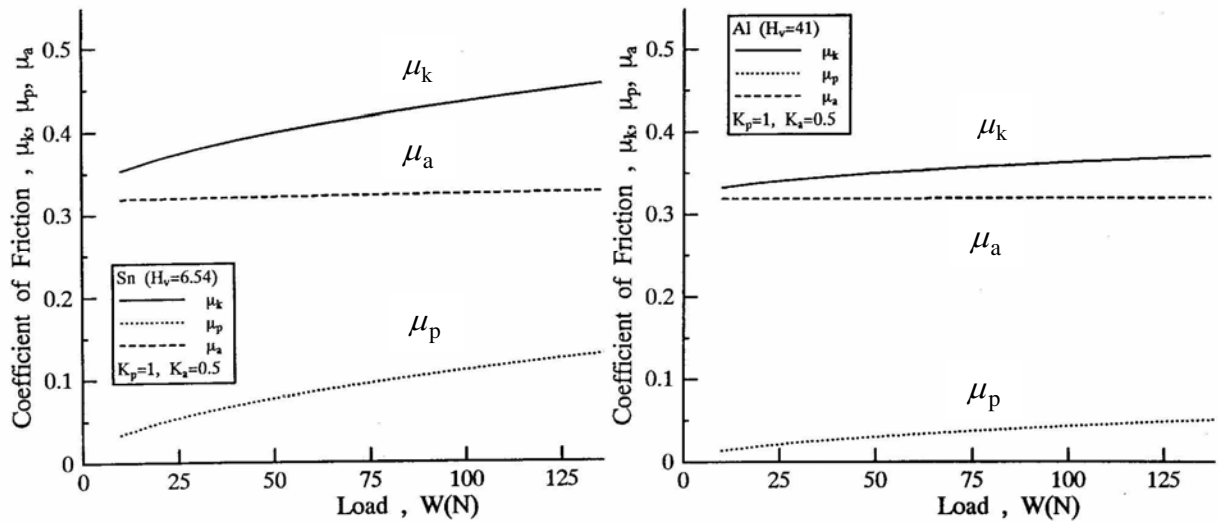 Coefficient of Friction , μk, μp, μa
0.5
0.4
0.3
0.2
0.1
0
μk
μa
μp
Sn (Hv=6.54)
μk
μp
μa
Kp=1, Ka=0.5
0 25 50 75 100 125
Load , W(N)
Coefficient of Friction , μk, μp, μa
0.5
0.4
0.3
0.2
0.1
0
Al (Hv=41)
μk
μp
μa
Kp=1, Ka=0.5
μk
μa
μp
0 25 50 75 100 125
Load , W(N)